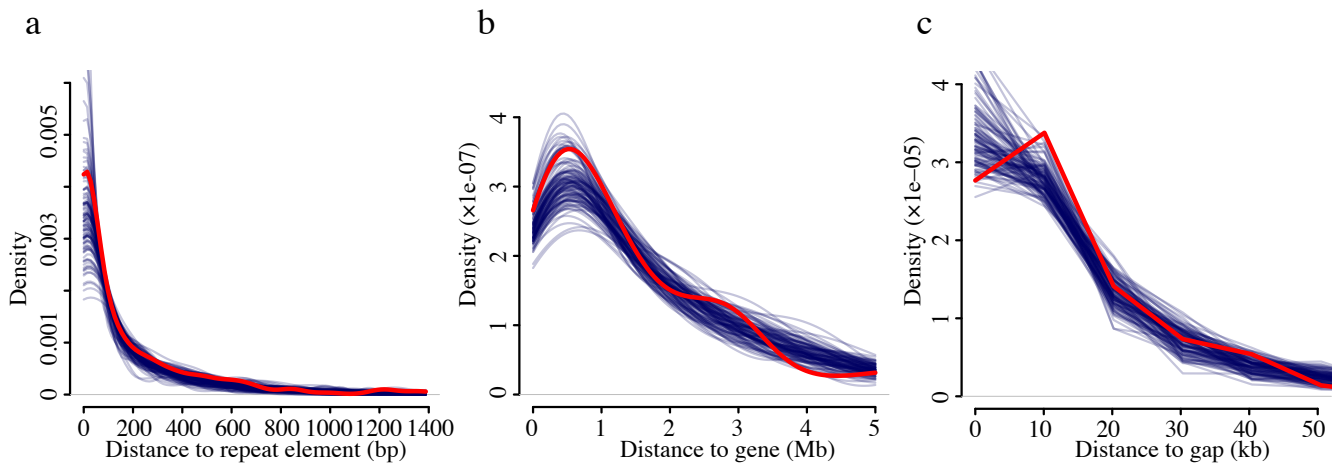 a
b
c
Density
0
0.001
0.003
0.005
0 200 400 600 800 1000 1200 1400
Distance to repeat element (bp)
Density (×1e-07)
0
1
2
3
4
0 1 2 3 4 5
Distance to gene (Mb)
Density (×1e−05)
0
1
2
3
4
0 10 20 30 40 50
Distance to gap (kb)